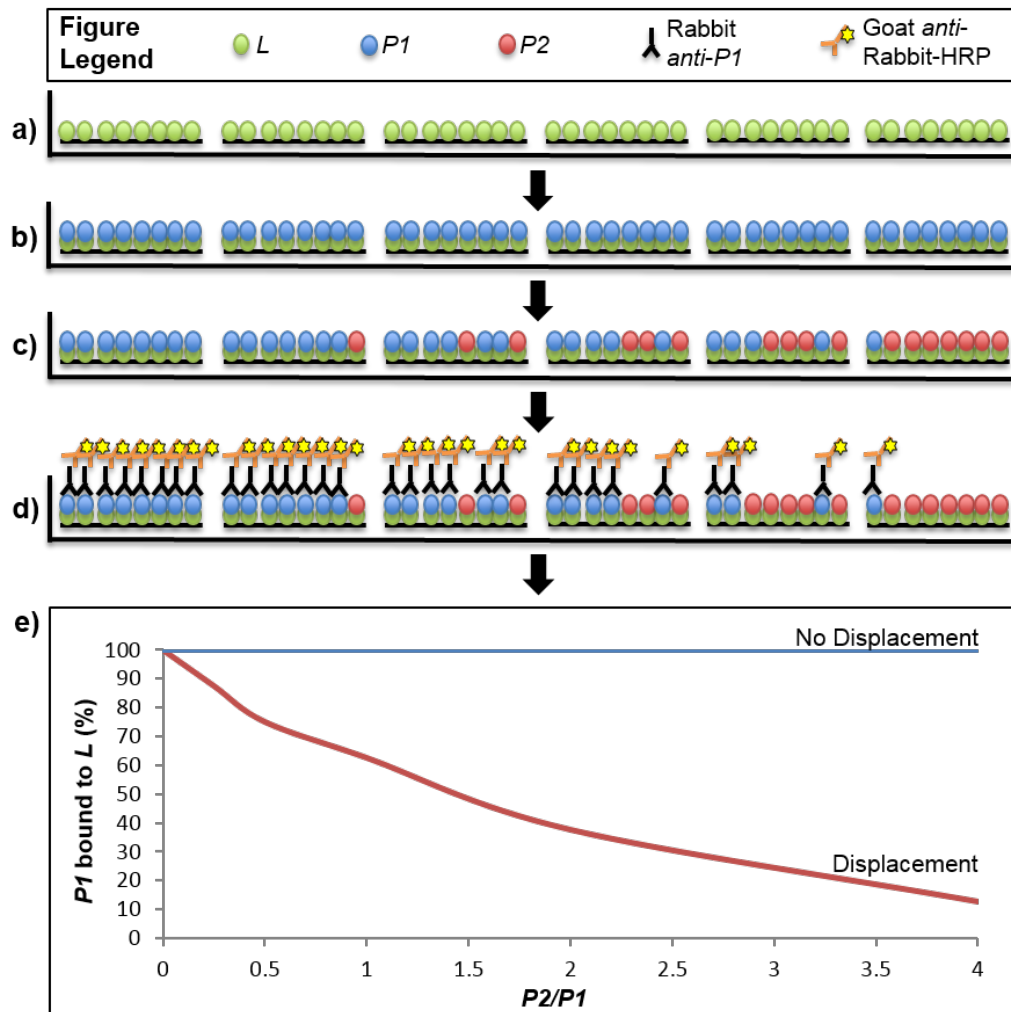 Figure
Legend
L
P1
P2
Rabbit
anti-P1
Goat anti-
Rabbit-HRP
a)
b)
c)
d)
e)
No Displacement
Displacement
P1 bound to L (%)
100
90
80
70
60
50
40
30
20
10
0
0 0.5 1 1.5 2 2.5 3 3.5 4
P2/P1